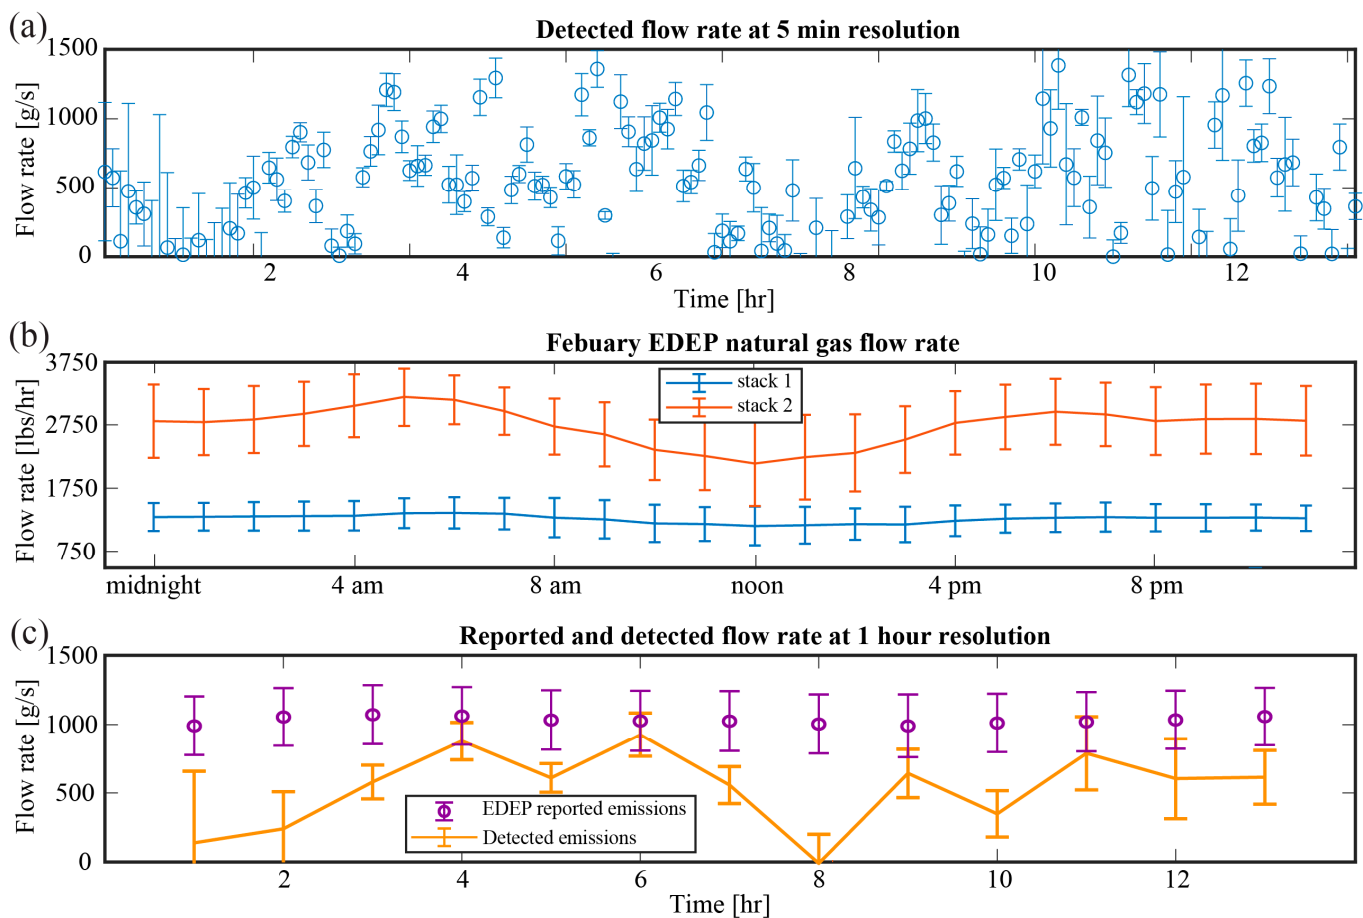 (a)
Detected flow rate at 5 min resolution
1500
1000
500
0
Flow rate [g/s]
2 4 6 8 10 12
Time [hr]
(b)
Febuary EDEP natural gas flow rate
3750
2750
1750
750
Flow rate [lbs/hr]
stack 1
stack 2
midnight 4 am 8 am noon 4 pm 8 pm
(c)
Reported and detected flow rate at 1 hour resolution
1500
1000
500
0
Flow rate [g/s]
EDEP reported emissions
Detected emissions
2 4 6 8 10 12
Time [hr]